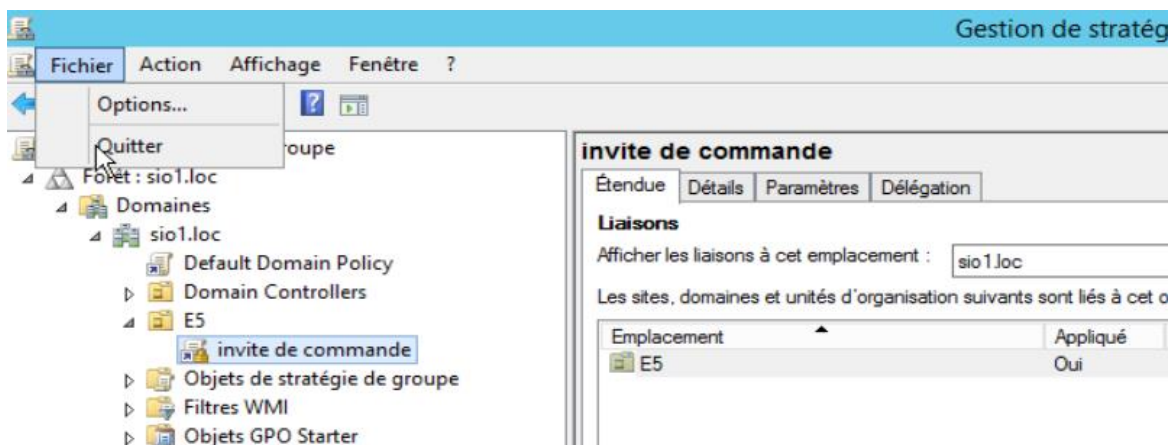 Gestion de stratég
Fichier Action Affichage Fenêtre ?
Options...
Quitter
oupe
Forêt : sio1.loc
Domaines
sio1.loc
Default Domain Policy
Domain Controllers
E5
invite de commande
Objets de stratégie de groupe
Filtres WMI
Objets GPO Starter
invite de commande
Étendue Détails Paramètres Délégation
Liaisons
Afficher les liaisons à cet emplacement : sio1.loc
Les sites, domaines et unités d'organisation suivants sont liés à cet o
Emplacement Appliqué
E5 Oui